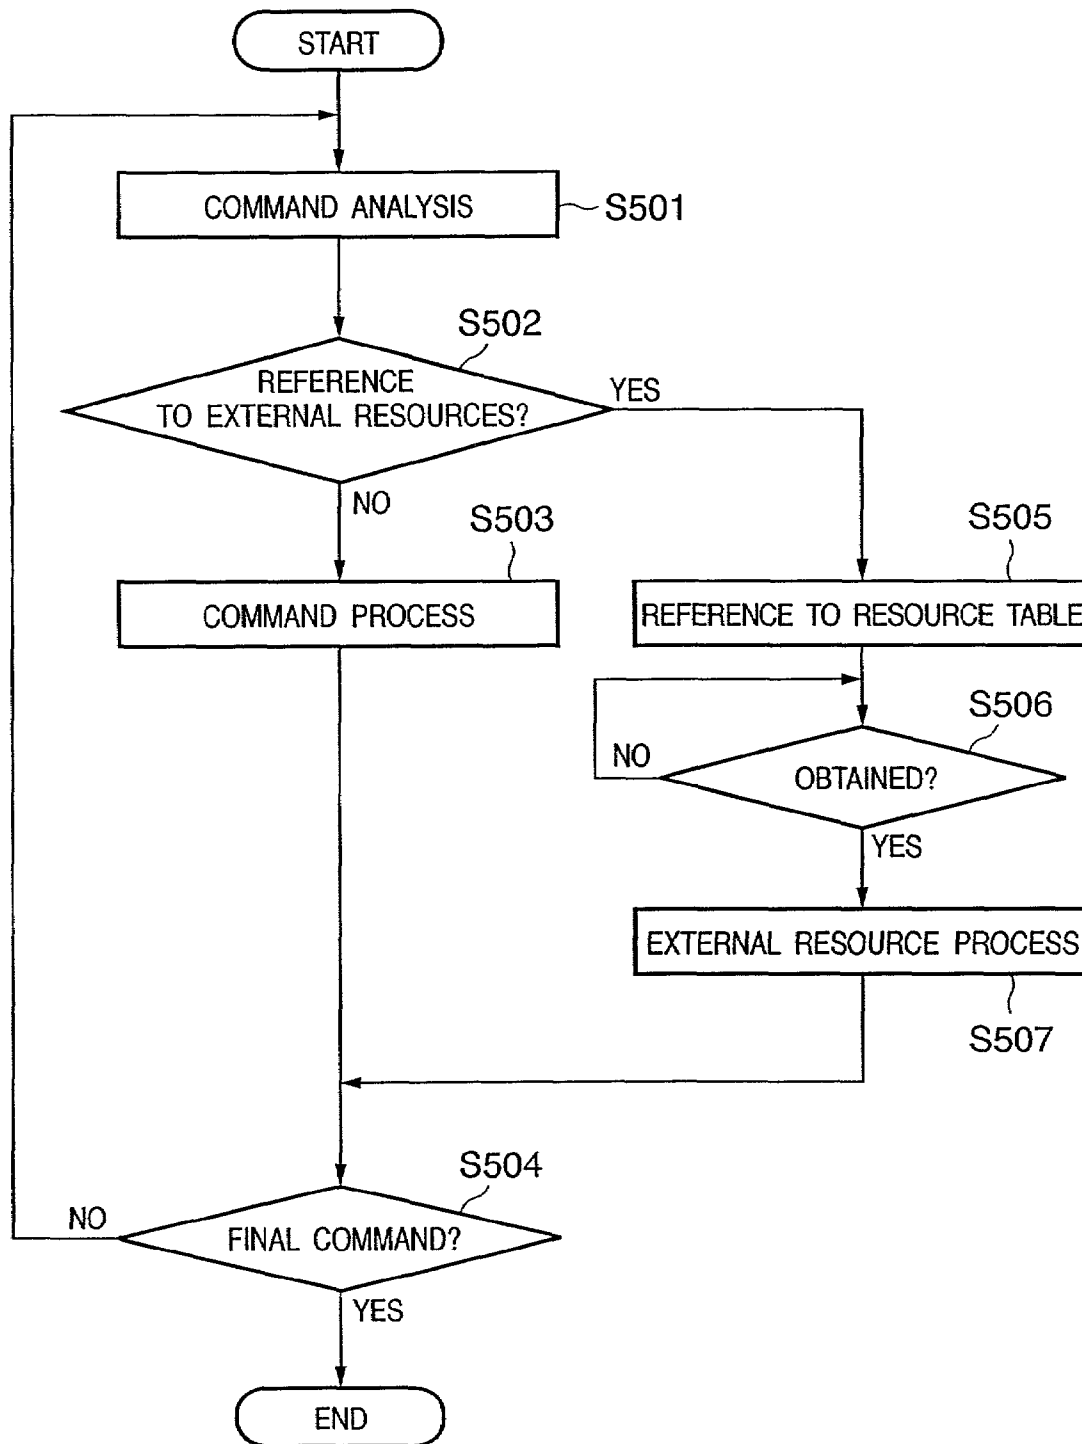 START
COMMAND ANALYSIS
S501
S502
REFERENCE
TO EXTERNAL RESOURCES?
YES
NO
S503
COMMAND PROCESS
S505
REFERENCE TO RESOURCE TABLE
S506
OBTAINED?
NO
YES
EXTERNAL RESOURCE PROCESS
S507
S504
FINAL COMMAND?
NO
YES
END